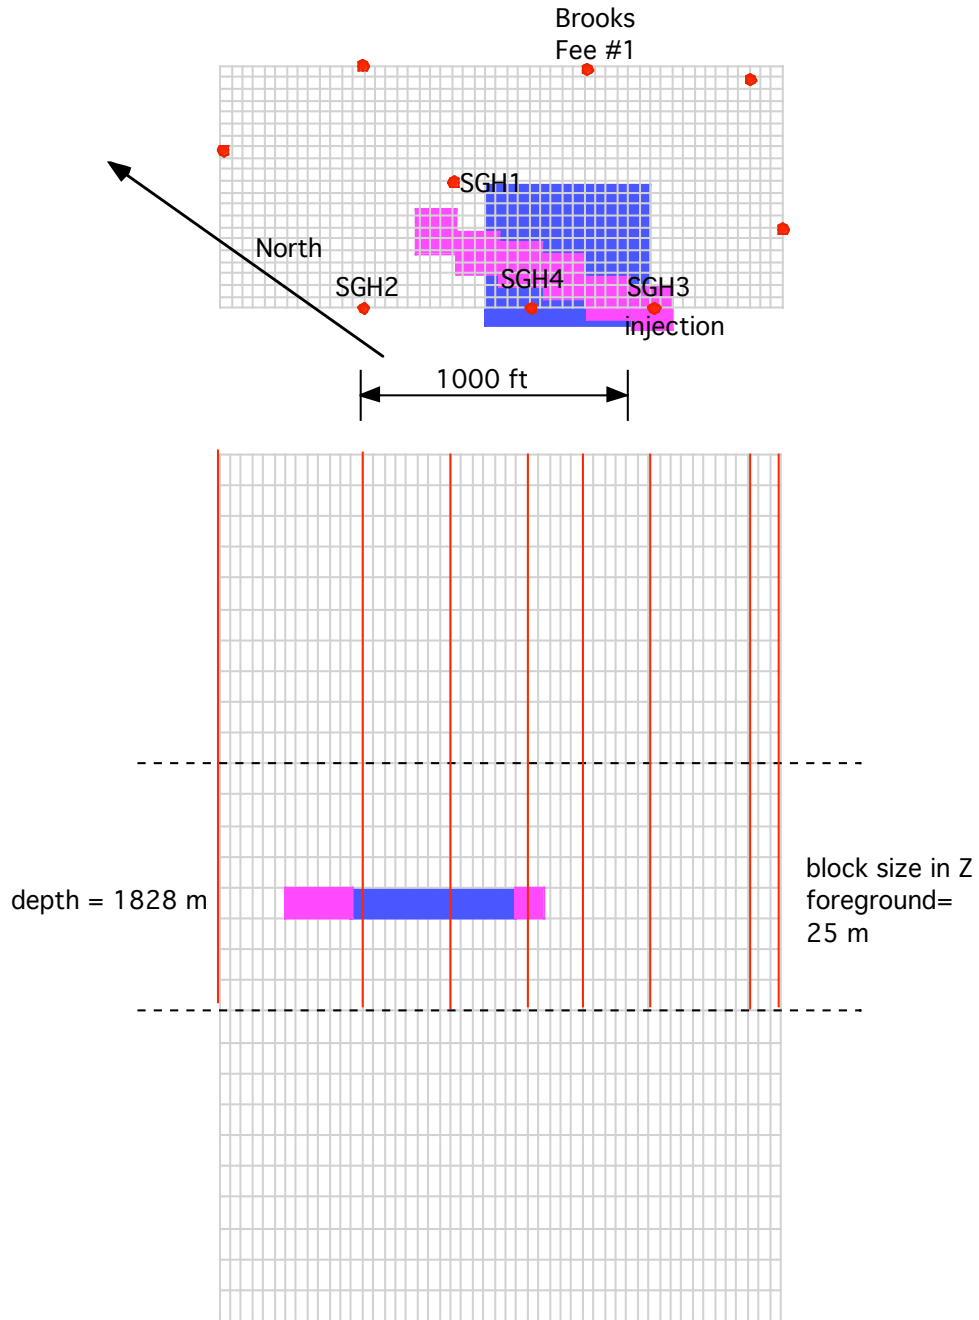 Brooks
Fee #1
SGH1
North
SGH2
SGH4
SGH3
injection
1000 ft
depth = 1828 m
block size in Z
foreground=
25 m